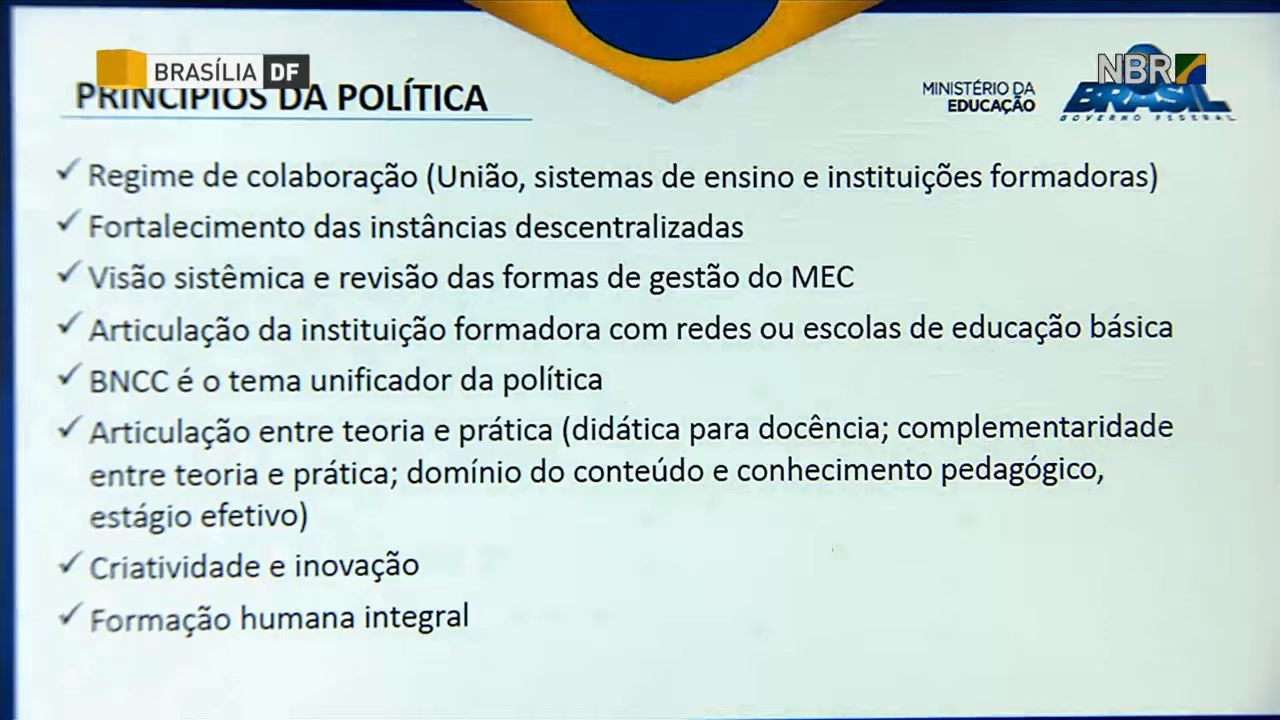 BRASÍLIA DF
NBR
PRINCÍPIOS DA POLÍTICA
MINISTÉRIO DA
EDUCAÇÃO
BRASIL
GOVERNO FEDERAL
✓ Regime de colaboração (União, sistemas de ensino e instituições formadoras)
✓ Fortalecimento das instâncias descentralizadas
✓ Visão sistêmica e revisão das formas de gestão do MEC
✓ Articulação da instituição formadora com redes ou escolas de educação básica
✓ BNCC é o tema unificador da política
✓ Articulação entre teoria e prática (didática para docência; complementaridade
entre teoria e prática; domínio do conteúdo e conhecimento pedagógico,
estágio efetivo)
✓ Criatividade e inovação
✓ Formação humana integral